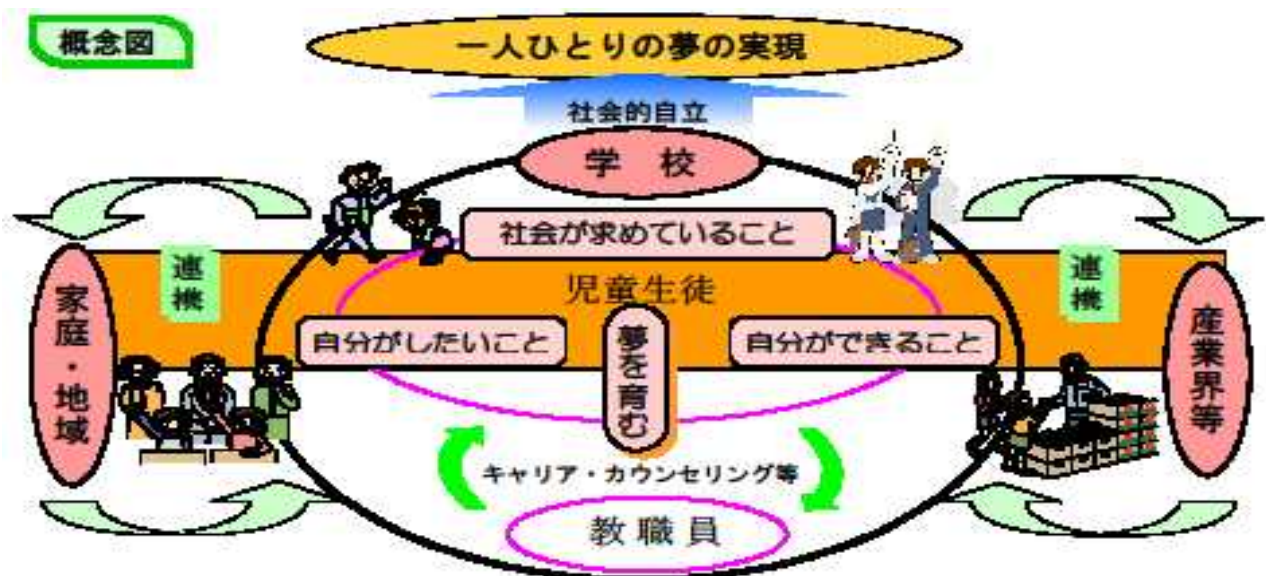 概念図
一人ひとりの夢の実現
社会的自立
学 校
社会が求めていること
連機
児童生徒
連機
家庭・地域
自分がしたいこと
夢を育む
自分ができること
産業界等
キャリア・カウンセリング等
教職員